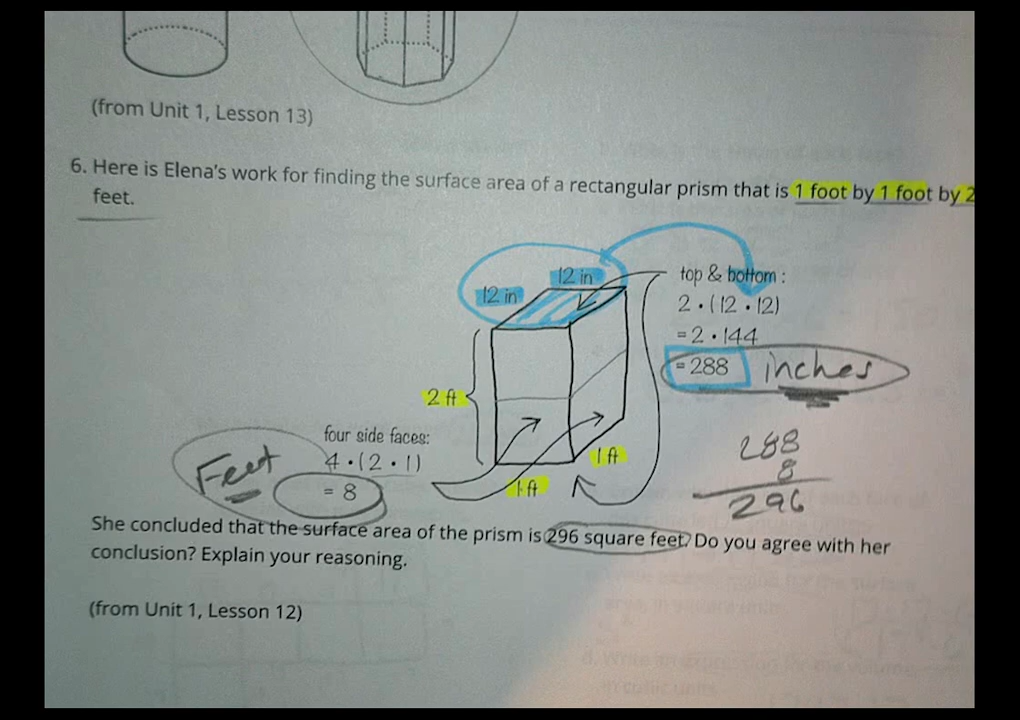 (from Unit 1, Lesson 13)
6. Here is Elena's work for finding the surface area of a rectangular prism that is 1 foot by 1 foot by 2
feet.
12 in
12 in
2 ft
1 ft
1 ft
top & bottom :
2 • (12 • 12)
= 2 • 144
= 288 inches
four side faces:
4 • (2 • 1)
= 8
Feet
288
8
296
She concluded that the surface area of the prism is 296 square feet. Do you agree with her
conclusion? Explain your reasoning.
(from Unit 1, Lesson 12)